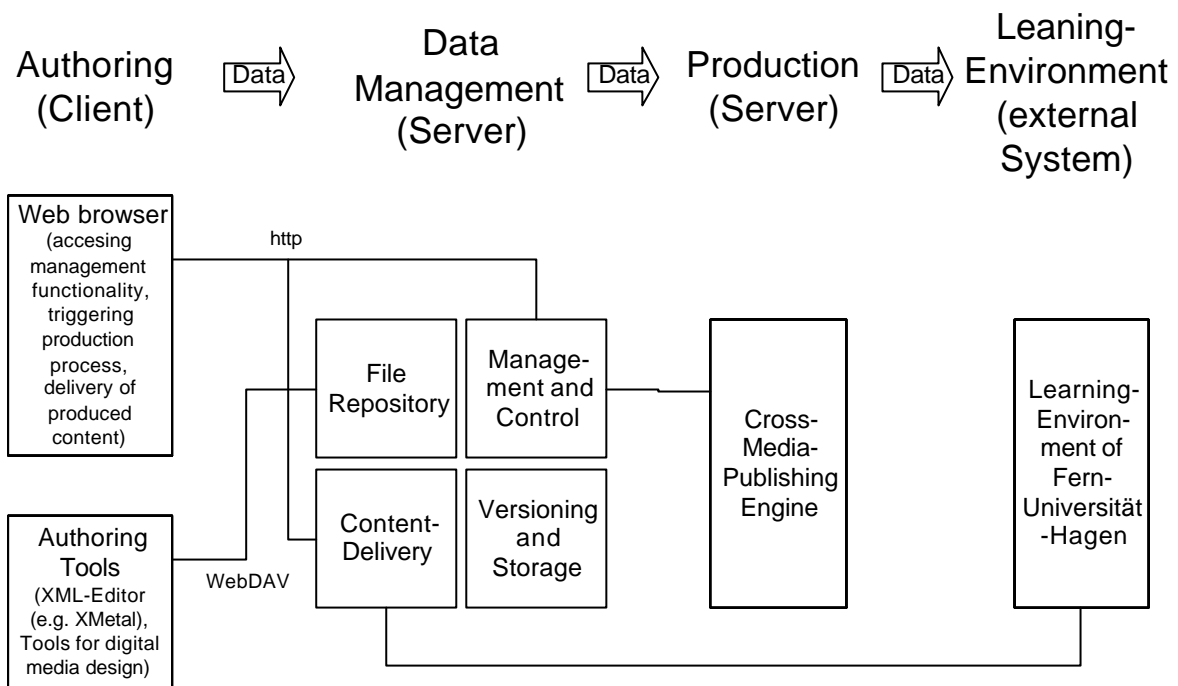 Authoring
(Client)
Data
Data
Management
(Server)
Data
Production
(Server)
Data
Leaning-
Environment
(external
System)
Web browser
(accesing
management
functionality,
triggering
production
process,
delivery of
produced
content)
http
File
Repository
Manage-
ment and
Control
Content-
Delivery
Versioning
and
Storage
Cross-
Media-
Publishing
Engine
Learning-
Environ-
ment of
Fern-
Universität
-Hagen
Authoring
Tools
(XML-Editor
(e.g. XMetal),
Tools for digital
media design)
WebDAV